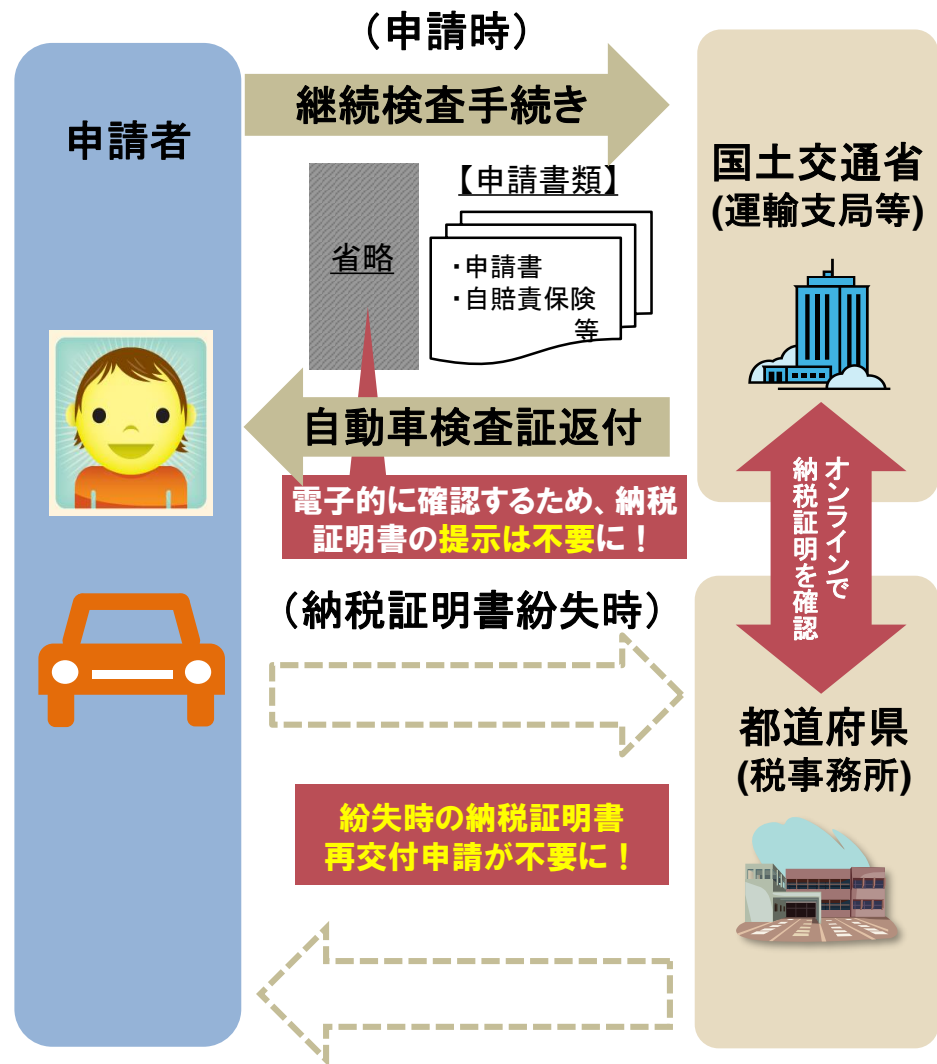 （申請時）
継続検査手続き
申請者
国土交通省
(運輸支局等)
【申請書類】
省略
・申請書
・自賠責保険
等
自動車検査証返付
電子的に確認するため、納税
証明書の提示は不要に！
オンラインで
納税証明を確認
（納税証明書紛失時）
都道府県
(税事務所)
紛失時の納税証明書
再交付申請が不要に！